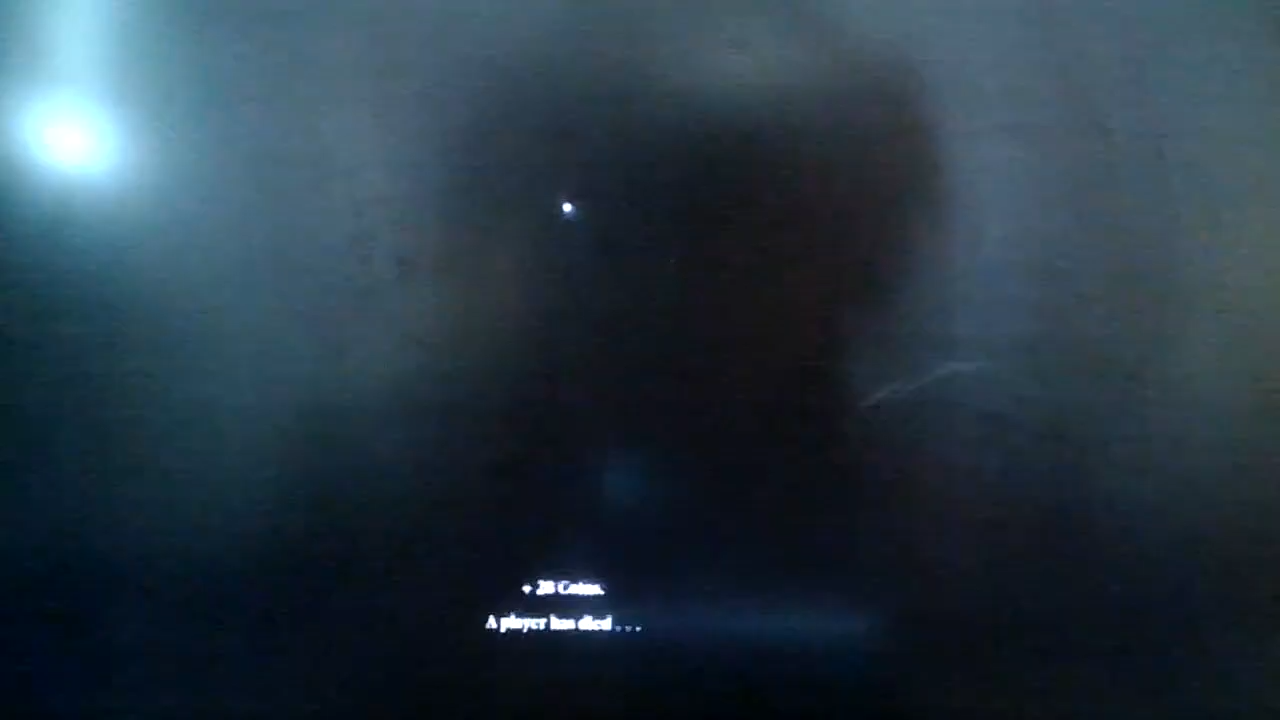 + 28 Coins.
A player has died . . .